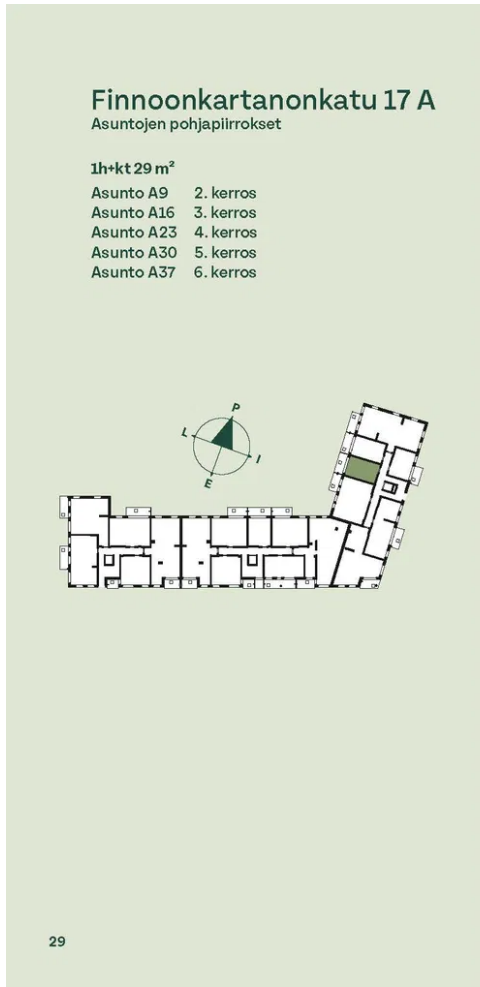 Finnoonkartanonkatu 17 A
Asuntojen pohjapiirrokset
1h+kt 29 m²
Asunto A9 2. kerros
Asunto A16 3. kerros
Asunto A23 4. kerros
Asunto A30 5. kerros
Asunto A37 6. kerros
P
L
I
E
29